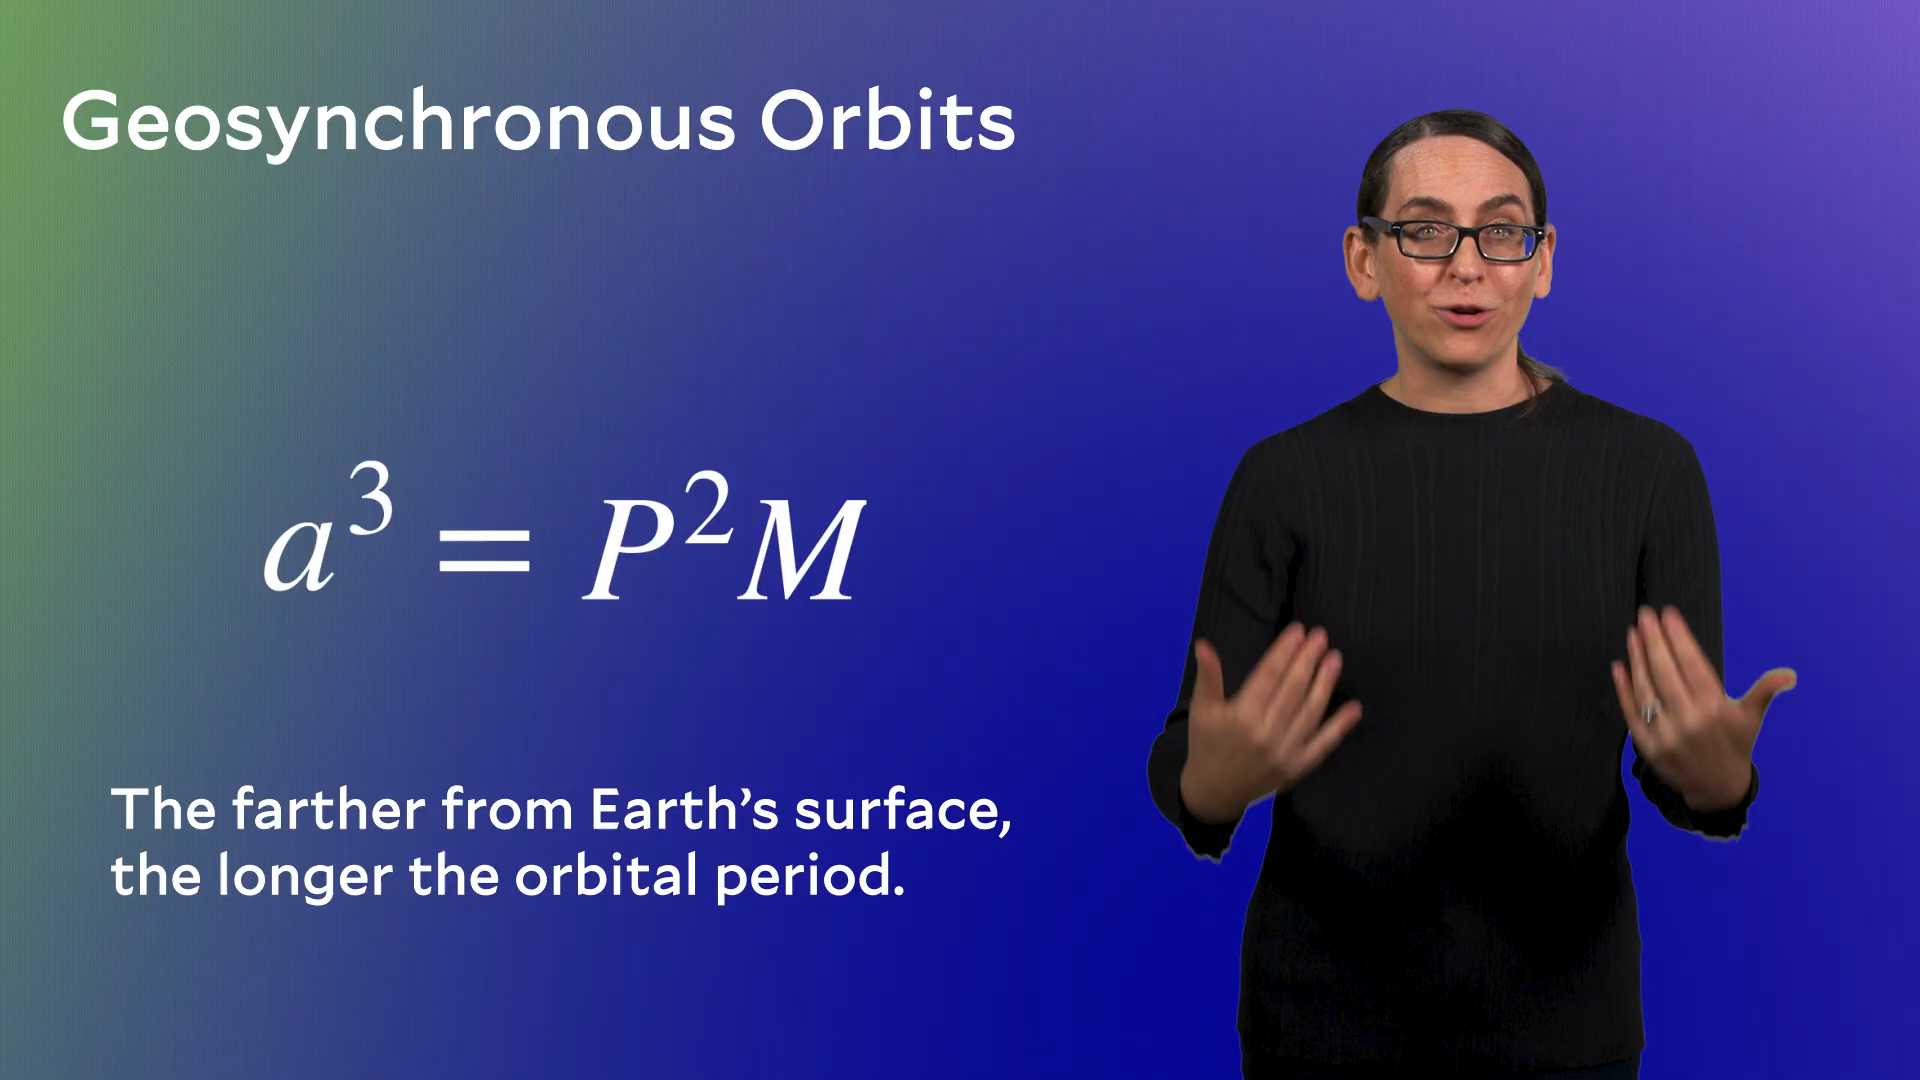 Geosynchronous Orbits
a³ = P²M
The farther from Earth’s surface,
the longer the orbital period.